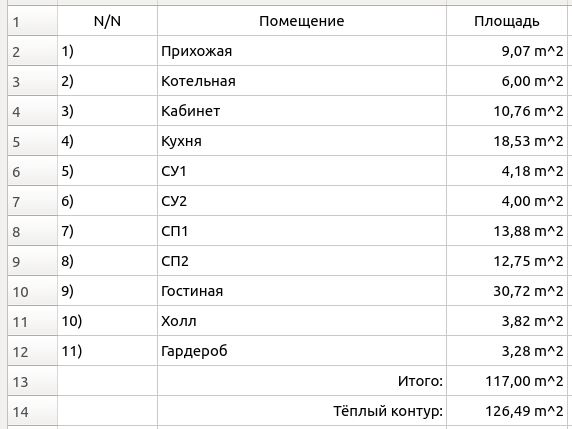 1 N/N Помещение Площадь
2 1) Прихожая 9,07 m^2
3 2) Котельная 6,00 m^2
4 3) Кабинет 10,76 m^2
5 4) Кухня 18,53 m^2
6 5) СУ1 4,18 m^2
7 6) СУ2 4,00 m^2
8 7) СП1 13,88 m^2
9 8) СП2 12,75 m^2
10 9) Гостиная 30,72 m^2
11 10) Холл 3,82 m^2
12 11) Гардероб 3,28 m^2
13 Итого: 117,00 m^2
14 Тёплый контур: 126,49 m^2